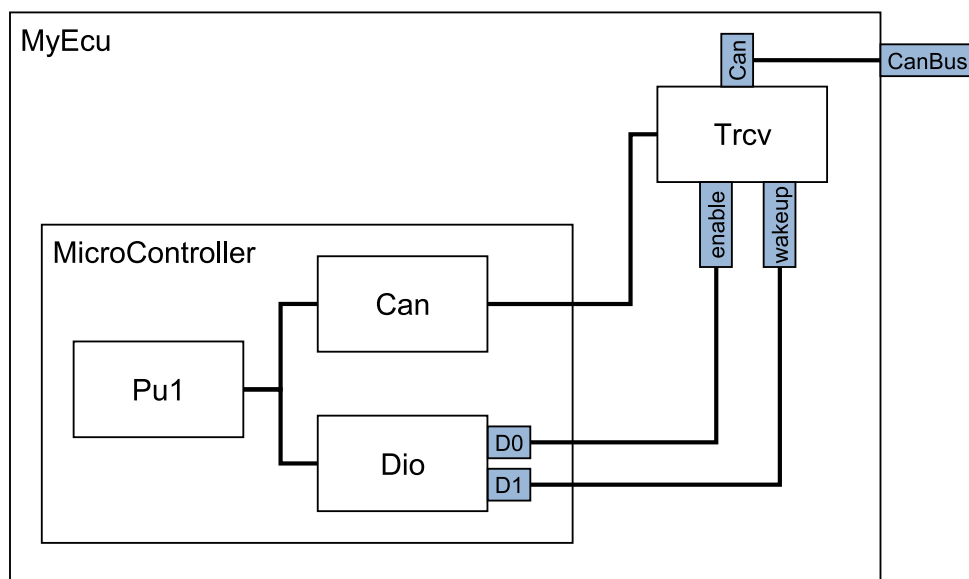 MyEcu
Can
CanBus
Trcv
enable
wakeup
MicroController
Can
Pu1
Dio
D0
D1